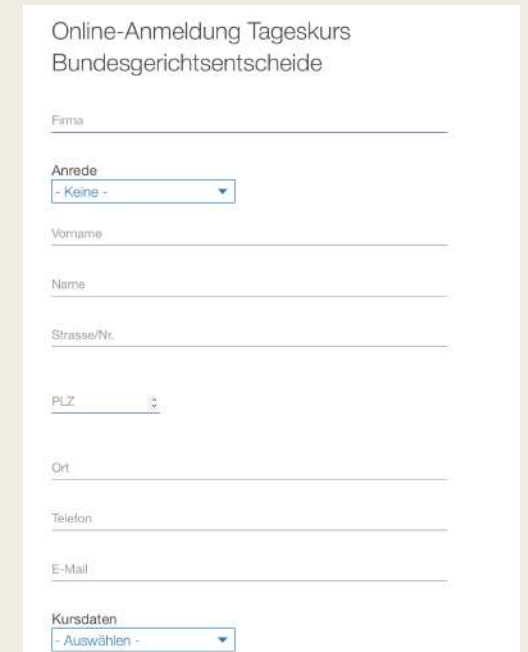 Online-Anmeldung Tageskurs
Bundesgerichtsentscheide
Firma
Anrede
- Keine -
Vorname
Name
Strasse/Nr.
PLZ
Ort
Telefon
E-Mail
Kursdaten
- Auswählen -